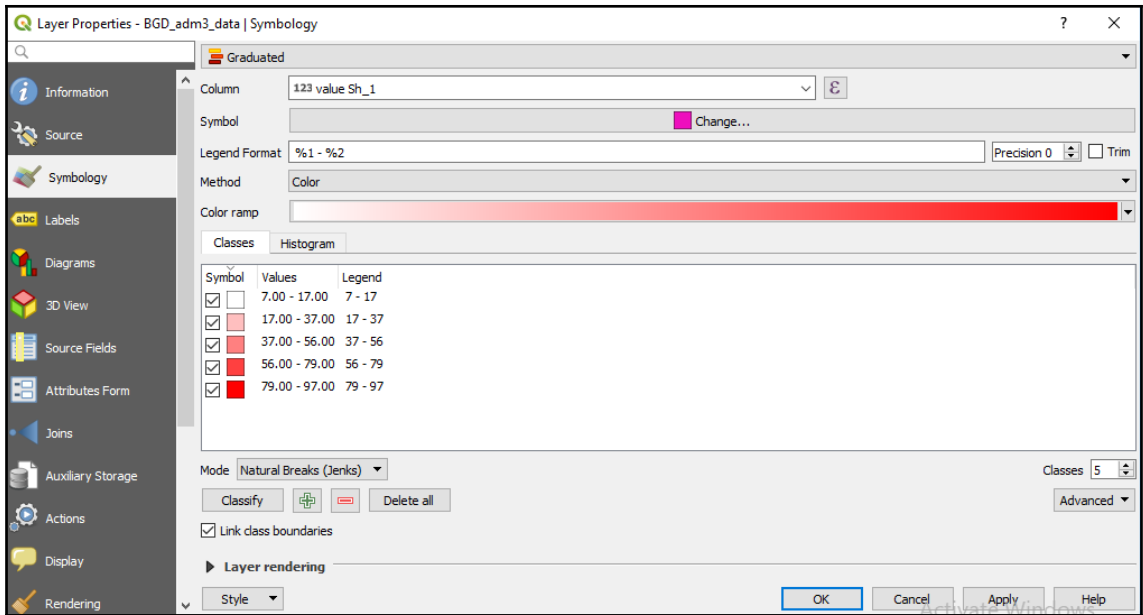 Layer Properties - BGD_adm3_data | Symbology ?
Graduated
Information
Column 123 value Sh_1 ε
Source
Symbol Change...
Legend Format %1 - %2 Precision 0 Trim
Symbology
Method Color
Color ramp
abc Labels
Classes Histogram
Diagrams
Symbol Values Legend
7.00 - 17.00 7 - 17
3D View
17.00 - 37.00 17 - 37
Source Fields
37.00 - 56.00 37 - 56
56.00 - 79.00 56 - 79
Attributes Form
79.00 - 97.00 79 - 97
Joins
Auxiliary Storage
Mode Natural Breaks (Jenks) Classes 5
Classify Delete all Advanced
Actions
Link class boundaries
Display
Layer rendering
Rendering
Style OK Cancel Apply Help
Activate Windows